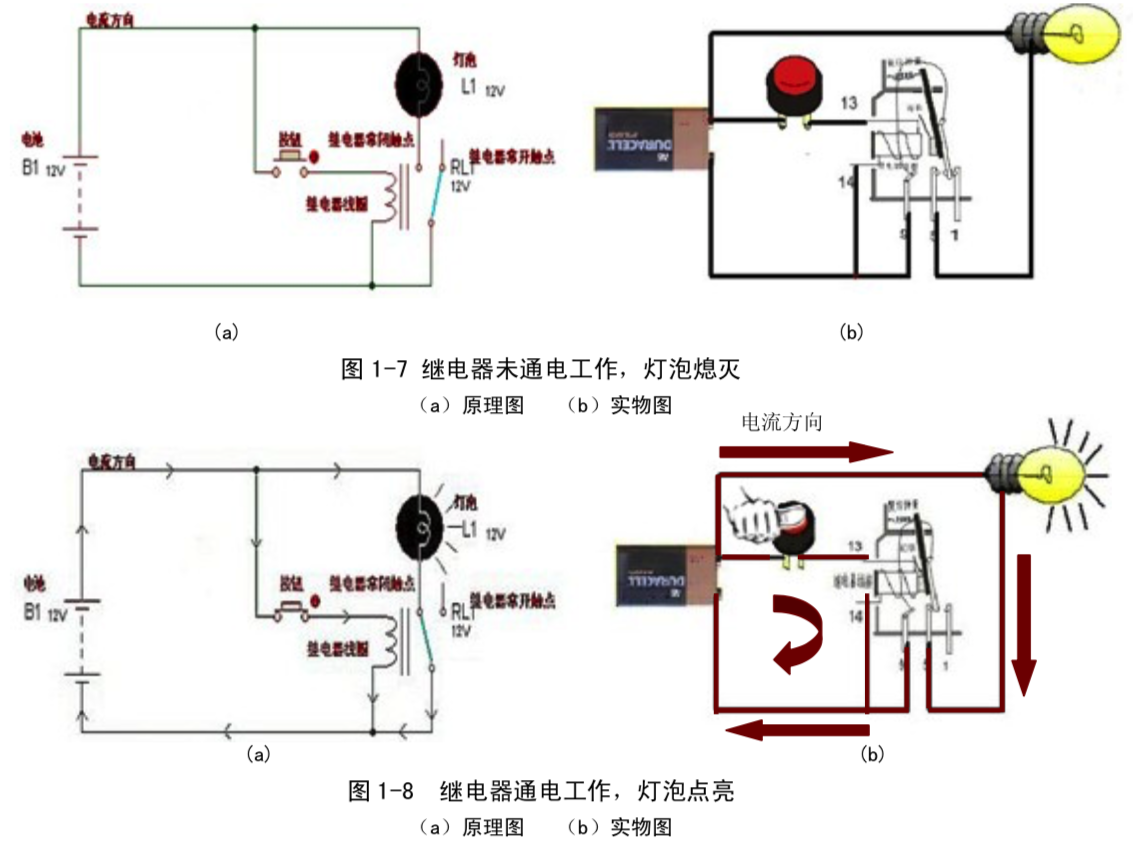 电流方向
灯泡
L1 12V
电池
B1 12V
按钮
继电器常闭触点
继电器常开触点
RL1
12V
继电器线圈
DURACELL
13
14
1
(a)
(b)
图 1-7 继电器未通电工作，灯泡熄灭
（a）原理图 （b）实物图
电流方向
电流方向
灯泡
L1 12V
电池
B1 12V
按钮
继电器常闭触点
继电器常开触点
RL1
12V
继电器线圈
DURACELL
13
14
1
(a)
(b)
图 1-8 继电器通电工作，灯泡点亮
（a）原理图 （b）实物图